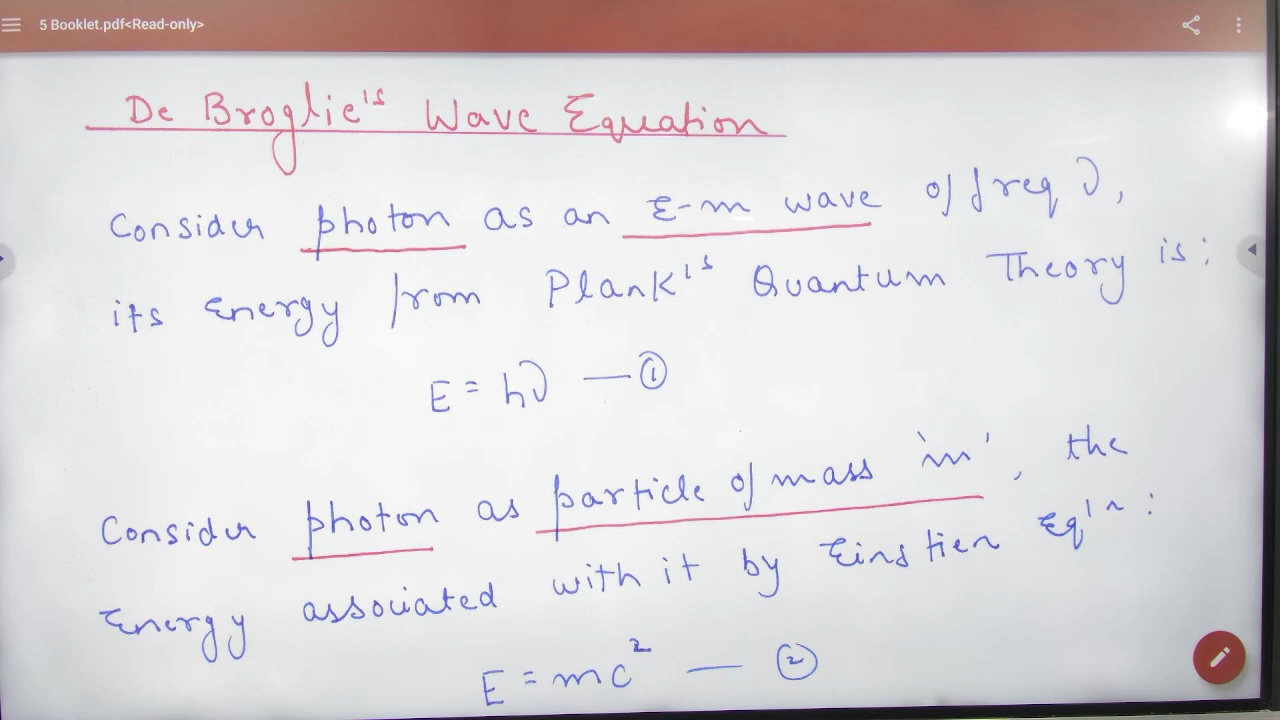 5 Booklet.pdf<Read-only>
De Broglie's Wave Equation
Consider photon as an E-m wave of freq ν,
its Energy from Plank's Quantum Theory is:
E = hν — ①
Consider photon as particle of mass 'm', the
Energy associated with it by Einstien Eq'n:
E = mc² — ②